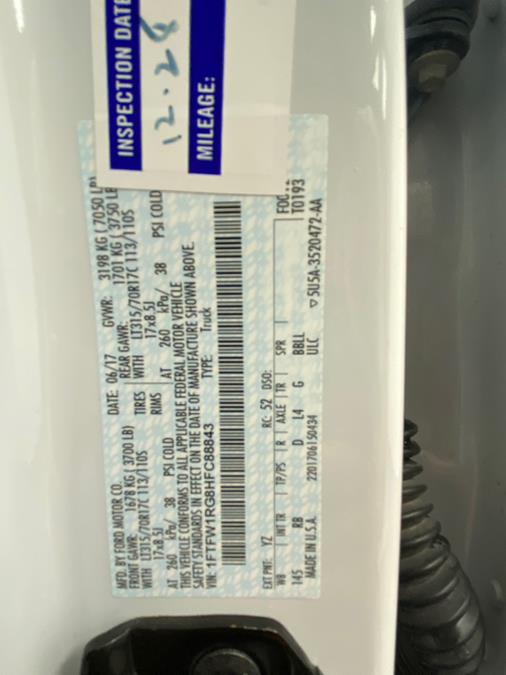 INSPECTION DATE
12.28
MILEAGE:
MFD. BY FORD MOTOR CO.
DATE: 06/17 GVWR: 3198 KG ( 7050 LB)
FRONT GAWR: 1678 KG ( 3700 LB) REAR GAWR: 1701 KG ( 3750 LB
WITH LT315/70R17C 113/110S TIRES WITH LT315/70R17C 113/110S
17x8.5J RIMS 17x8.5J
AT 260 kPa/ 38 PSI COLD AT 260 kPa/ 38 PSI COLD
THIS VEHICLE CONFORMS TO ALL APPLICABLE FEDERAL MOTOR VEHICLE
SAFETY STANDARDS IN EFFECT ON THE DATE OF MANUFACTURE SHOWN ABOVE.
VIN: 1FTFW1RG8HFC88843 TYPE: Truck
EXT PNT: YZ RC: 52 DSO:
WB INT TR TP/PS R AXLE TR SPR
145 RB D L4 G BBLL T0193
ULC
MADE IN U.S.A. 2201706150434 5U5A-3520472-AA